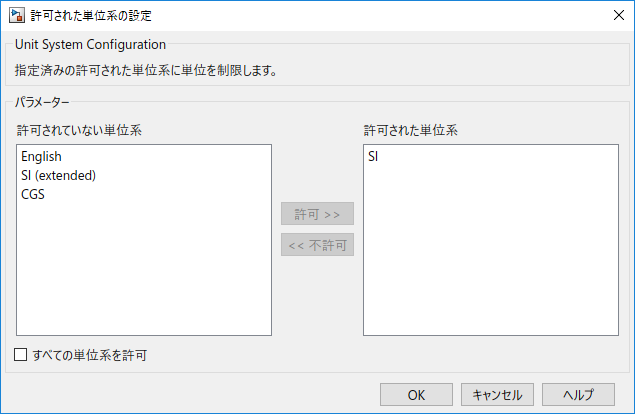 許可された単位系の設定
Unit System Configuration
指定済みの許可された単位系に単位を制限します。
パラメーター
許可されていない単位系
許可された単位系
English
SI (extended)
CGS
SI
許可 >>
<< 不許可
すべての単位系を許可
OK
キャンセル
ヘルプ